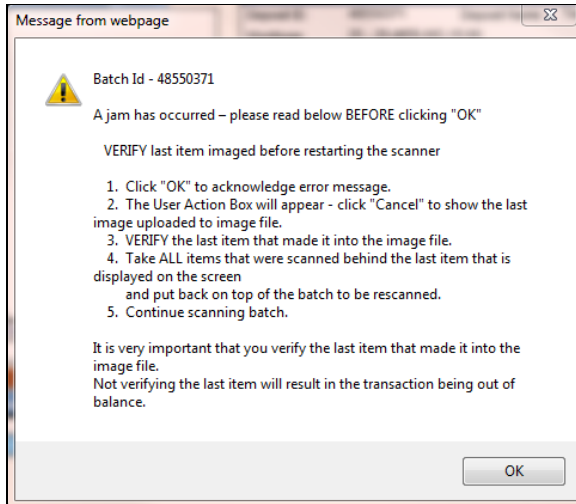 Message from webpage
Batch Id - 48550371
A jam has occurred – please read below BEFORE clicking "OK"
VERIFY last item imaged before restarting the scanner
1. Click "OK" to acknowledge error message.
2. The User Action Box will appear - click "Cancel" to show the last
image uploaded to image file.
3. VERIFY the last item that made it into the image file.
4. Take ALL items that were scanned behind the last item that is
displayed on the screen
and put back on top of the batch to be rescanned.
5. Continue scanning batch.
It is very important that you verify the last item that made it into the
image file.
Not verifying the last item will result in the transaction being out of
balance.
OK